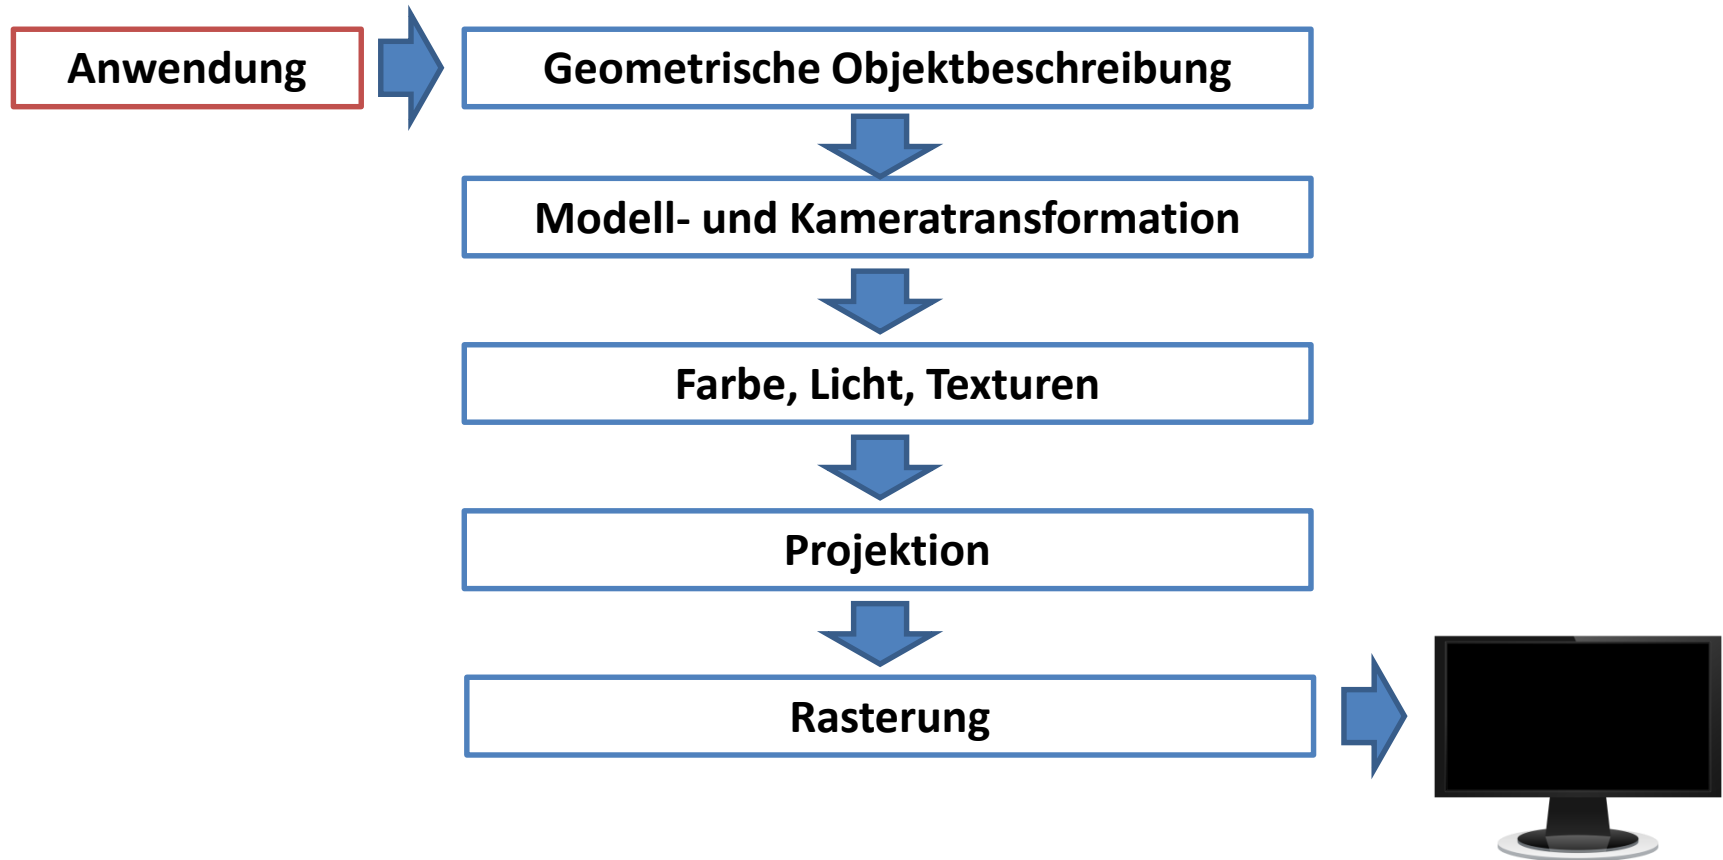 Anwendung
Geometrische Objektbeschreibung
Modell- und Kameratransformation
Farbe, Licht, Texturen
Projektion
Rasterung